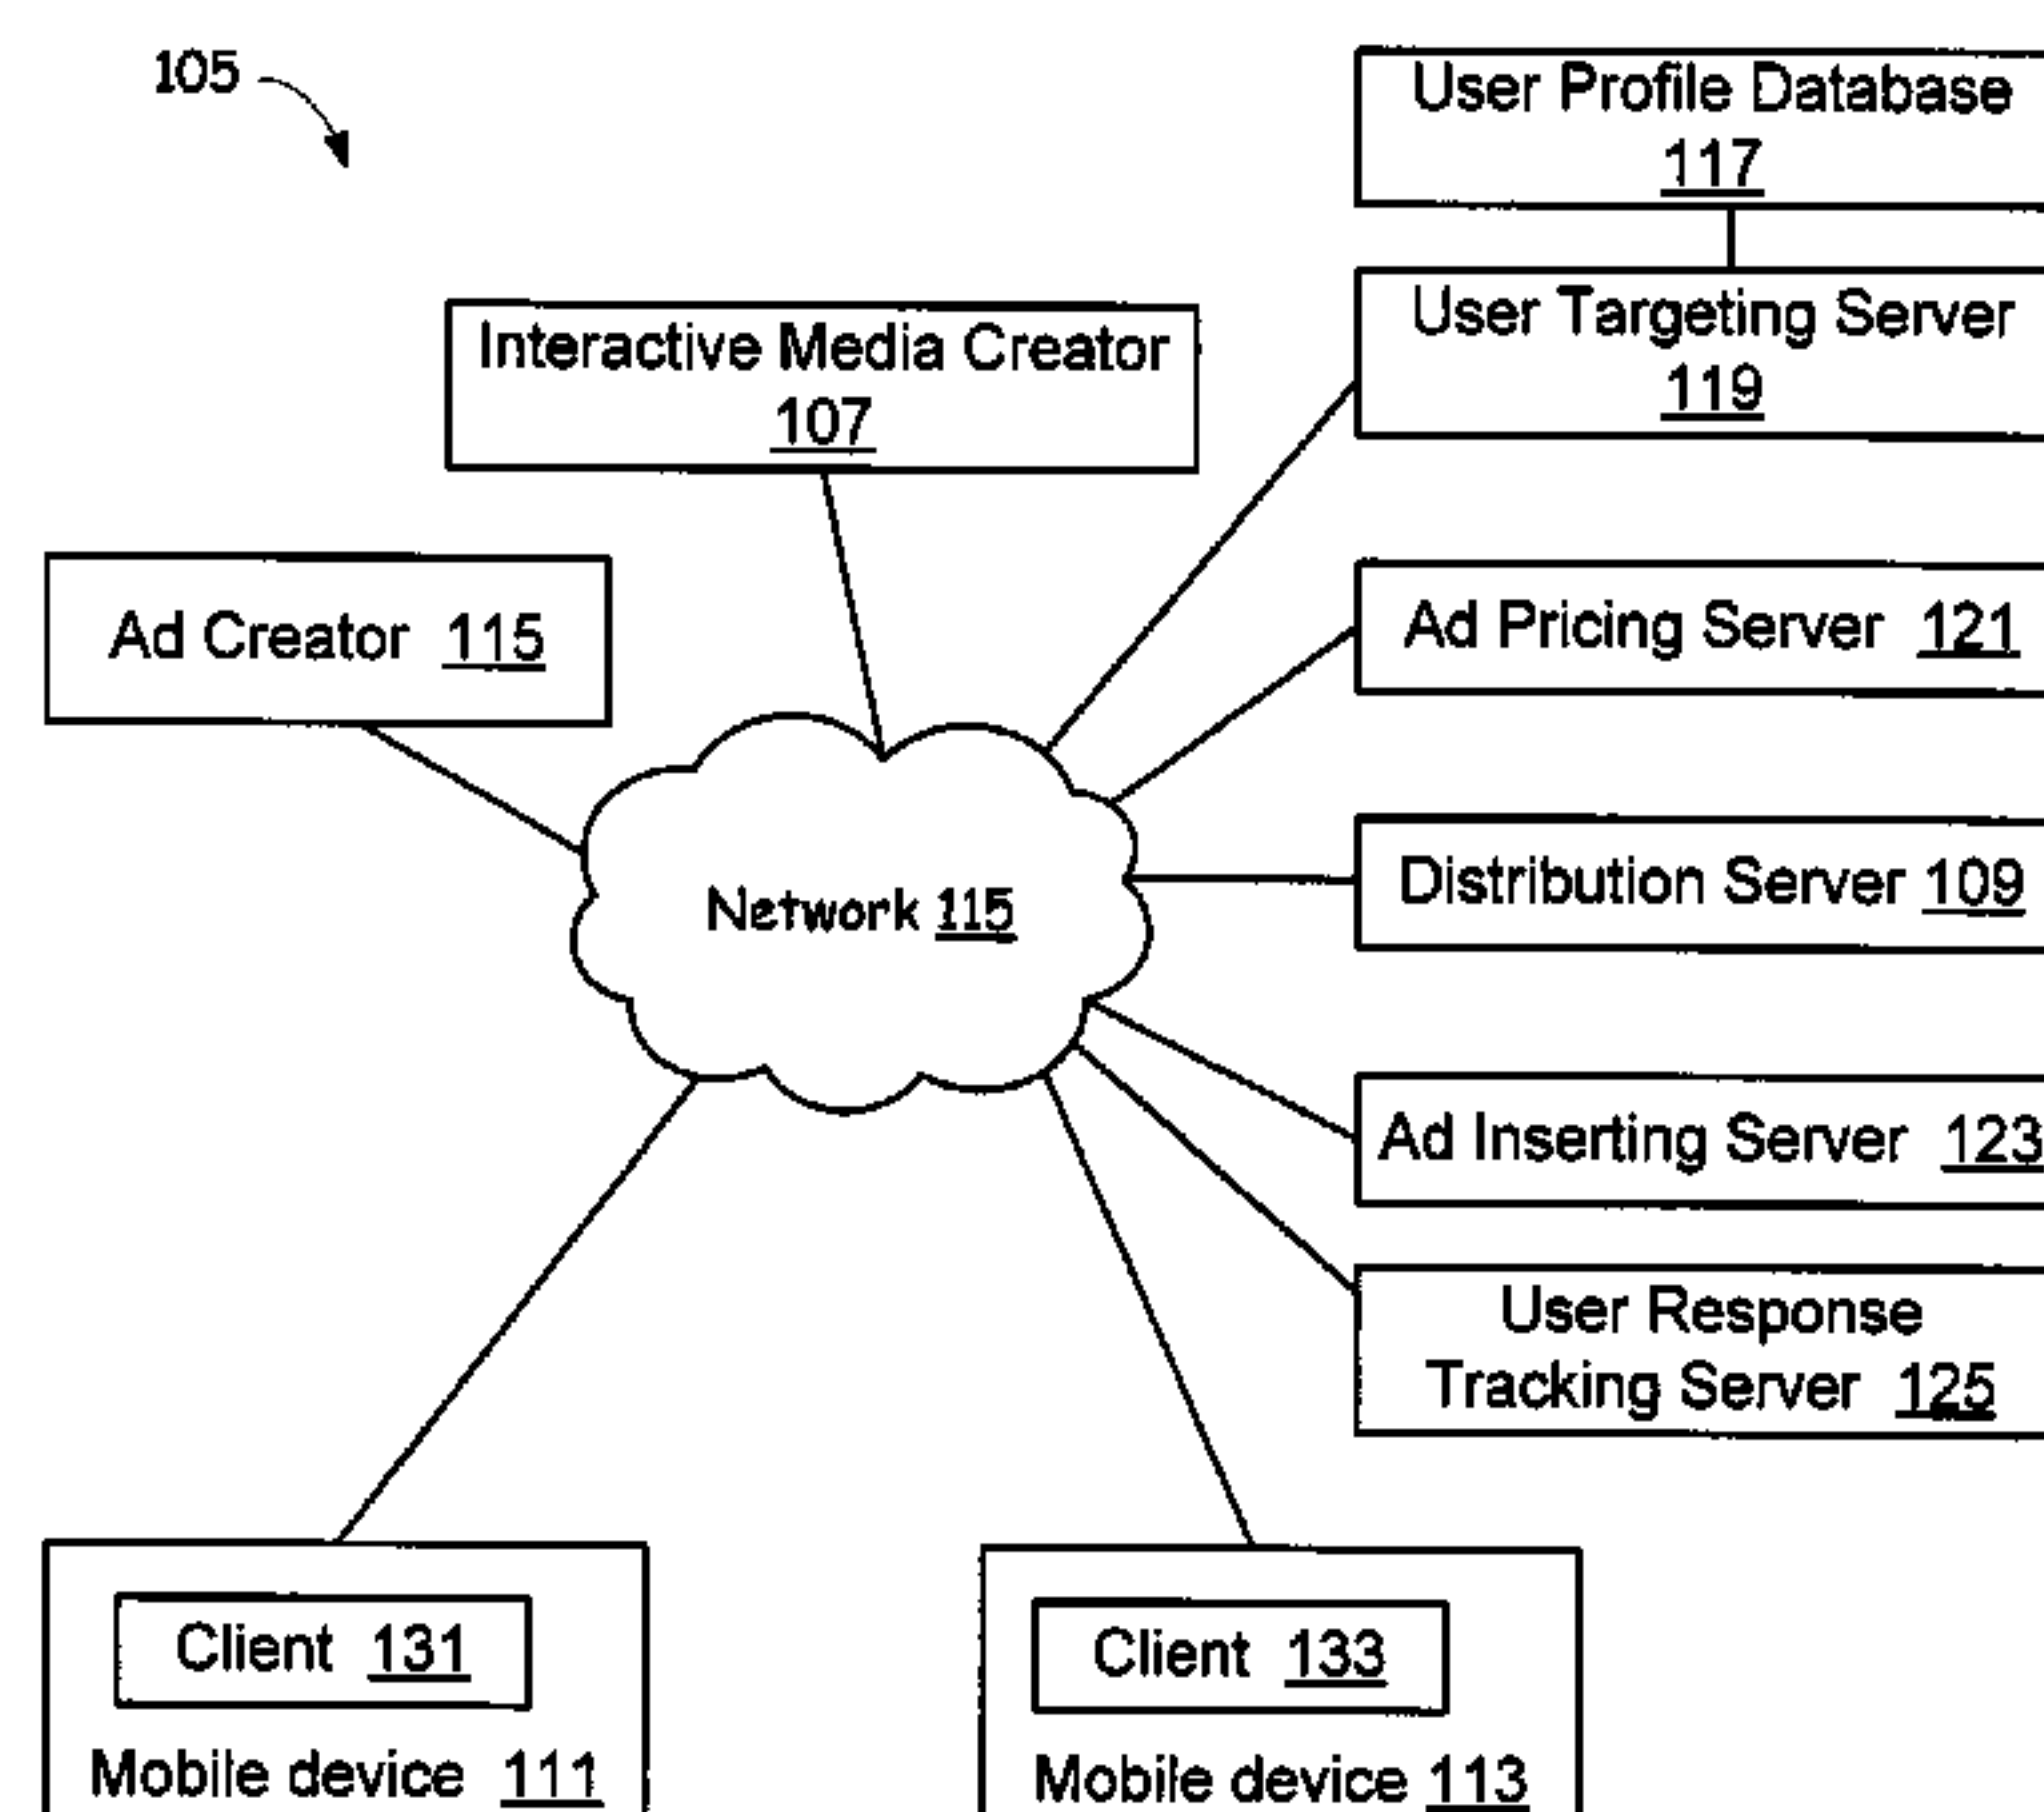 105
User Profile Database
117
User Targeting Server
119
Interactive Media Creator
107
Ad Creator 115
Ad Pricing Server 121
Network 115
Distribution Server 109
Ad Inserting Server 123
User Response
Tracking Server 125
Client 131
Mobile device 111
Client 133
Mobile device 113